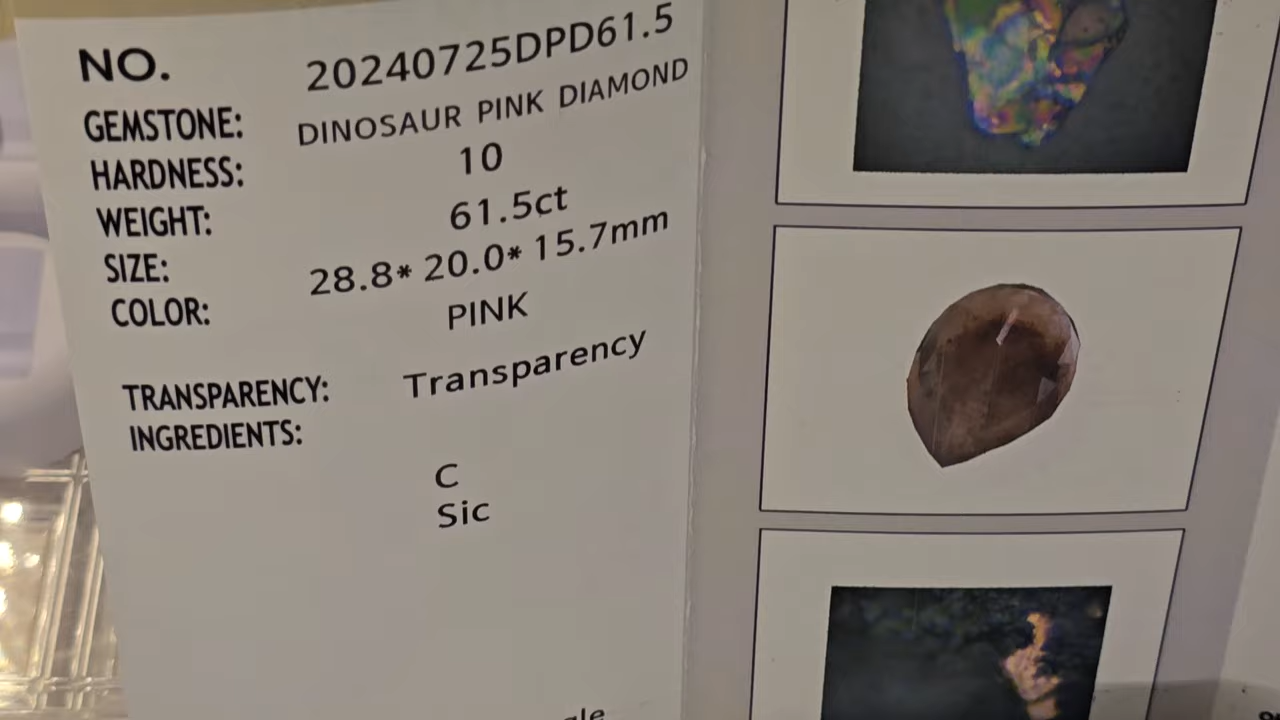 NO. 20240725DPD61.5
GEMSTONE: DINOSAUR PINK DIAMOND
HARDNESS: 10
WEIGHT: 61.5ct
SIZE: 28.8* 20.0* 15.7mm
COLOR: PINK
TRANSPARENCY: Transparency
INGREDIENTS:
C
Sic